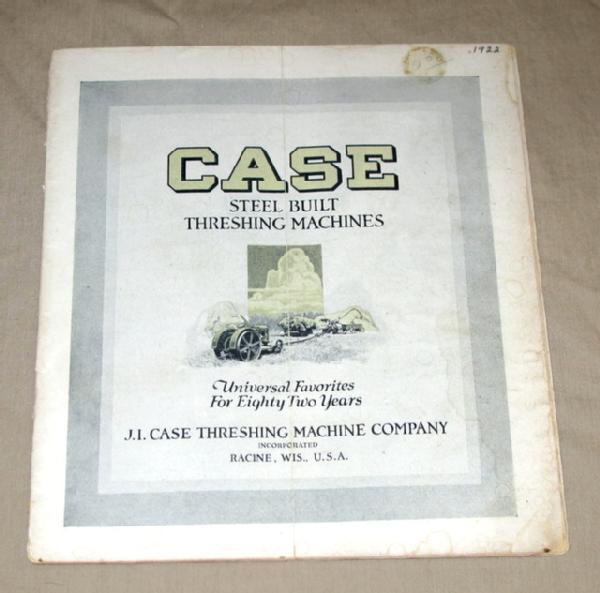 .1922
CASE
STEEL BUILT
THRESHING MACHINES
Universal Favorites
For Eighty Two Years
J.I. CASE THRESHING MACHINE COMPANY
INCORPORATED
RACINE, WIS., U.S.A.